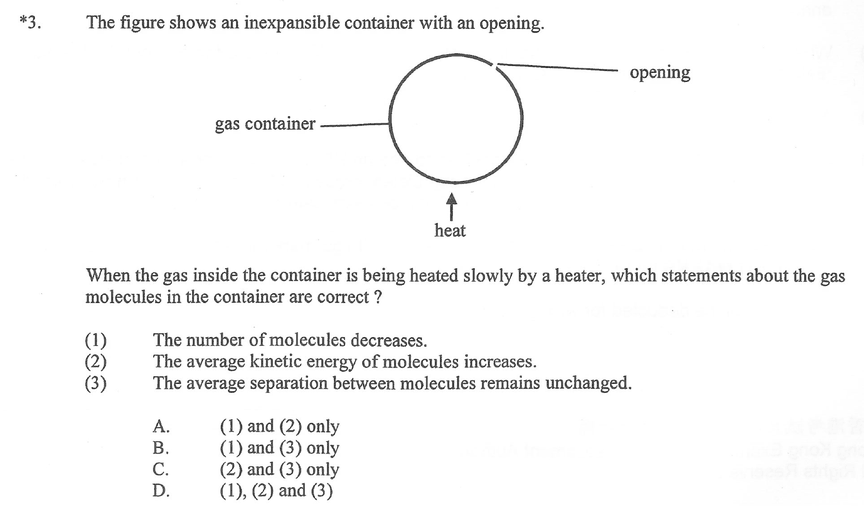 *3. The figure shows an inexpansible container with an opening.
opening
gas container
heat
When the gas inside the container is being heated slowly by a heater, which statements about the gas
molecules in the container are correct ?
(1) The number of molecules decreases.
(2) The average kinetic energy of molecules increases.
(3) The average separation between molecules remains unchanged.
A. (1) and (2) only
B. (1) and (3) only
C. (2) and (3) only
D. (1), (2) and (3)